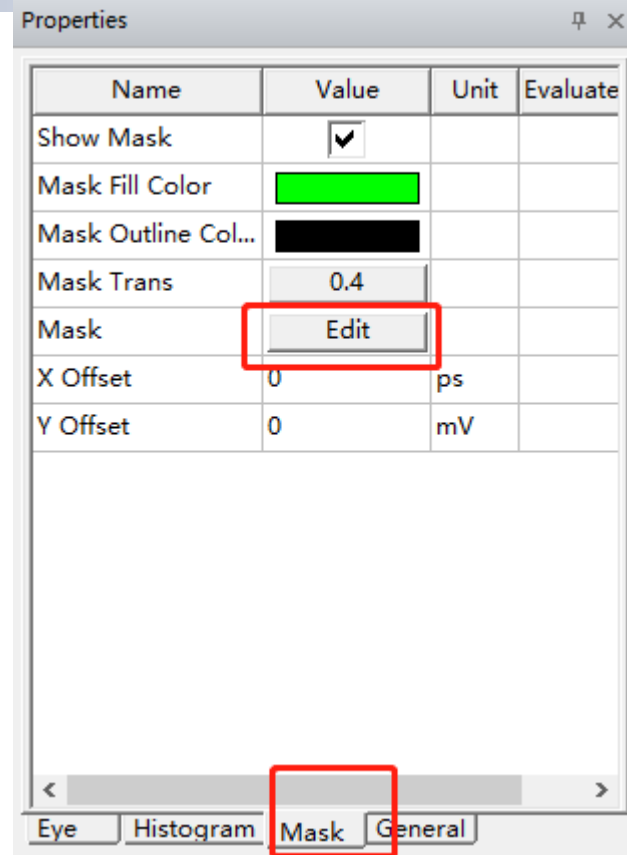 Properties
Name Value Unit Evaluate
Show Mask
Mask Fill Color
Mask Outline Col...
Mask Trans 0.4
Mask Edit
X Offset 0 ps
Y Offset 0 mV
Eye Histogram Mask General